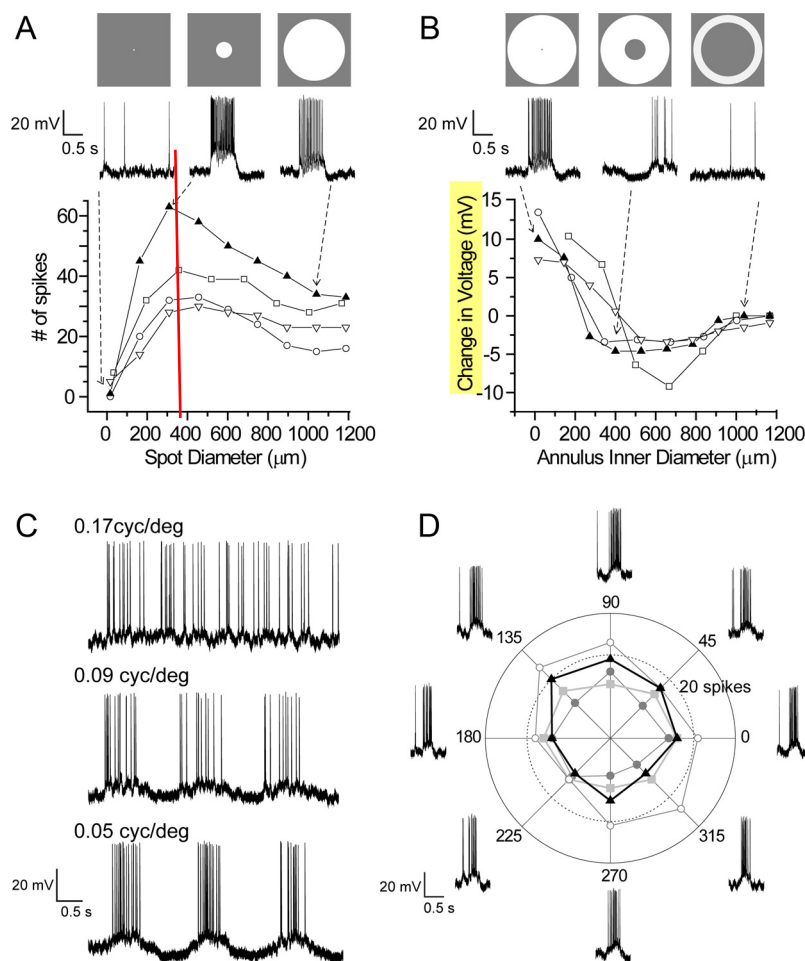 A
B
20 mV
0.5 s
20 mV
0.5 s
60
40
20
0
# of spikes
0 200 400 600 800 1000 1200
Spot Diameter (μm)
15
10
5
0
-5
-10
Change in Voltage (mV)
0 200 400 600 800 1000
Annulus Inner Diameter (μm)
C
0.17cyc/deg
0.09 cyc/deg
0.05 cyc/deg
20 mV
0.5 s
D
90
135
45
20 spikes
180
0
225
315
270
20 mV
0.5 s